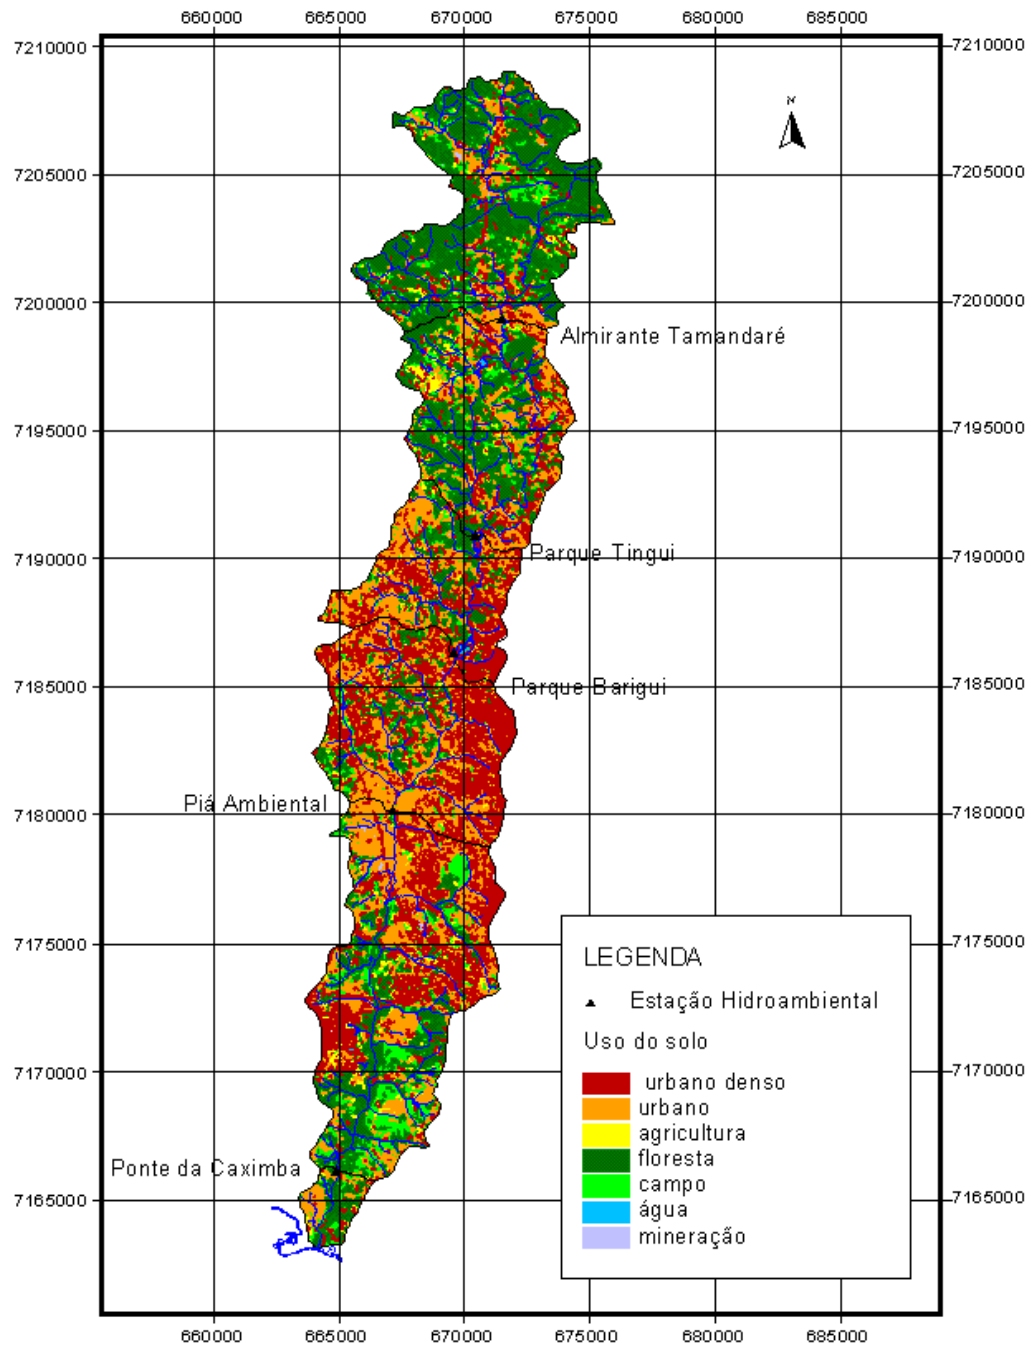 660000 665000 670000 675000 680000 685000
7210000 7210000
N
7205000 7205000
7200000 7200000
Almirante Tamandaré
7195000 7195000
7190000 7190000
Parque Tingui
7185000 7185000
Parque Barigui
Piá Ambiental
7180000 7180000
7175000 7175000
LEGENDA
Estação Hidroambiental
Uso do solo
7170000 7170000
urbano denso
urbano
agricultura
floresta
Ponte da Caximba
campo
7165000 7165000
água
mineração
660000 665000 670000 675000 680000 685000